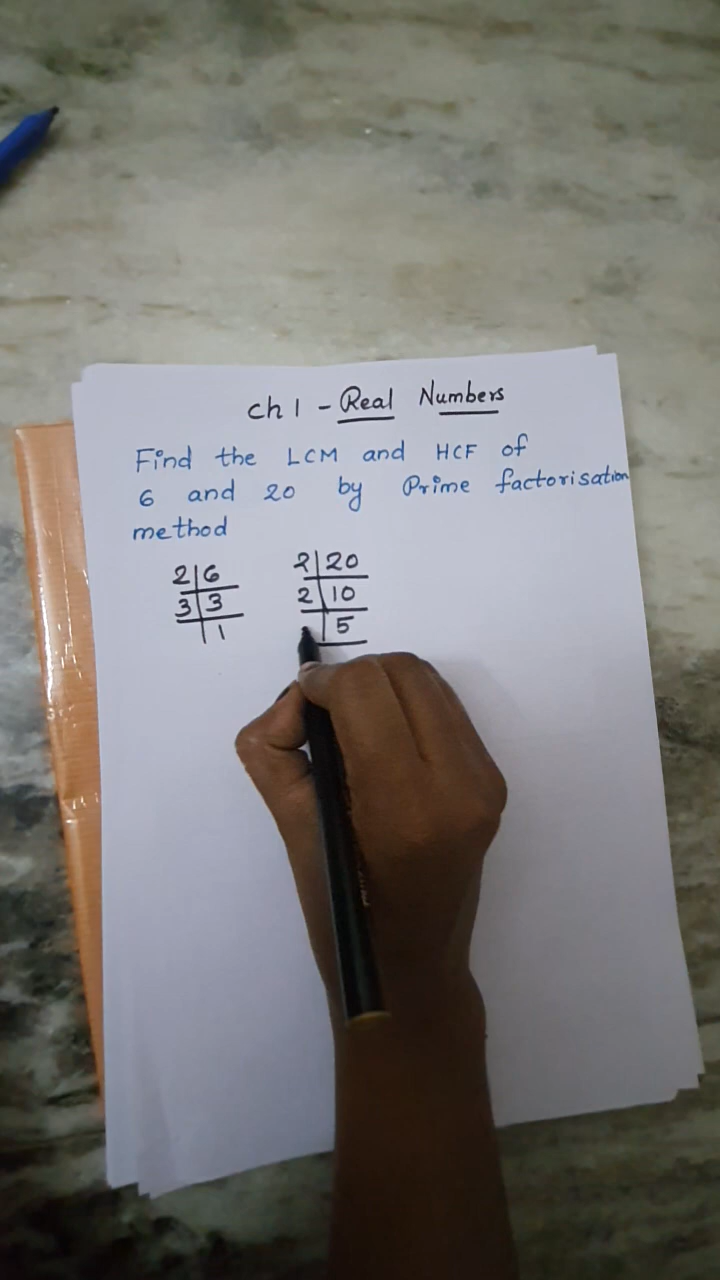 Ch 1 - Real Numbers
Find the LCM and HCF of
6 and 20 by Prime factorisation
method
2 6
3 3
1
2 20
2 10
5